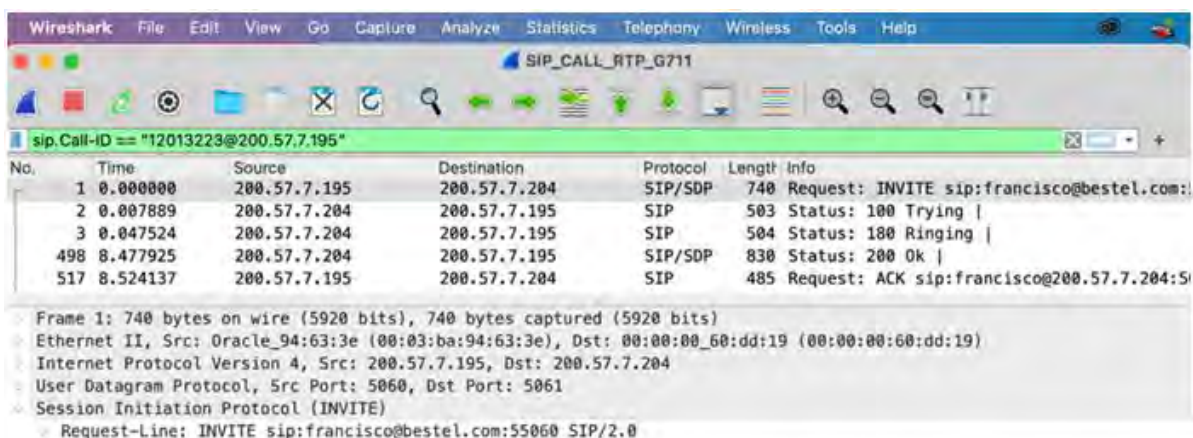 Wireshark File Edit View Go Capture Analyze Statistics Telephony Wireless Tools Help
SIP_CALL_RTP_G711
sip.Call-ID == "12013223@200.57.7.195"
No. Time Source Destination Protocol Length Info
1 0.000000 200.57.7.195 200.57.7.204 SIP/SDP 740 Request: INVITE sip:francisco@bestel.com:
2 0.007889 200.57.7.204 200.57.7.195 SIP 503 Status: 100 Trying |
3 0.047524 200.57.7.204 200.57.7.195 SIP 504 Status: 180 Ringing |
498 8.477925 200.57.7.204 200.57.7.195 SIP/SDP 830 Status: 200 Ok |
517 8.524137 200.57.7.195 200.57.7.204 SIP 485 Request: ACK sip:francisco@200.57.7.204:5
Frame 1: 740 bytes on wire (5920 bits), 740 bytes captured (5920 bits)
Ethernet II, Src: Oracle_94:63:3e (00:03:ba:94:63:3e), Dst: 00:00:00_60:dd:19 (00:00:00:60:dd:19)
Internet Protocol Version 4, Src: 200.57.7.195, Dst: 200.57.7.204
User Datagram Protocol, Src Port: 5060, Dst Port: 5061
Session Initiation Protocol (INVITE)
Request-Line: INVITE sip:francisco@bestel.com:55060 SIP/2.0